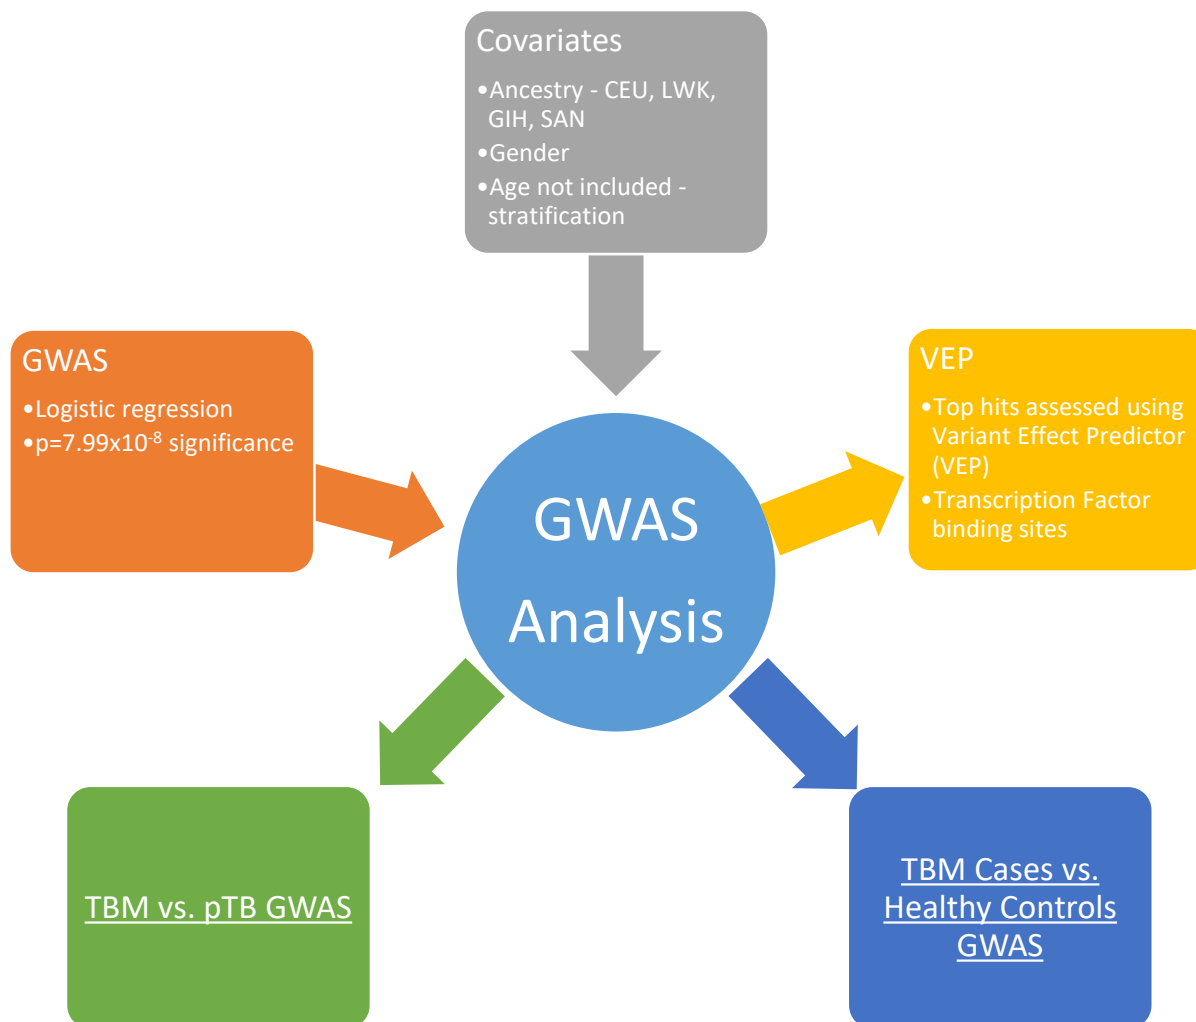 Covariates
•Ancestry - CEU, LWK,
GIH, SAN
•Gender
•Age not included -
stratification
GWAS
•Logistic regression
•p=7.99x10⁻⁸ significance
VEP
•Top hits assessed using
Variant Effect Predictor
(VEP)
•Transcription Factor
binding sites
GWAS
Analysis
TBM vs. pTB GWAS
TBM Cases vs.
Healthy Controls
GWAS